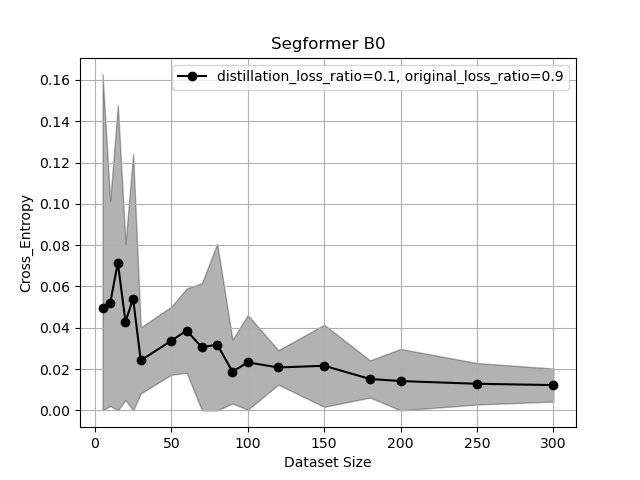 Segformer B0
distillation_loss_ratio=0.1, original_loss_ratio=0.9
Cross_Entropy
0.16
0.14
0.12
0.10
0.08
0.06
0.04
0.02
0.00
0 50 100 150 200 250 300
Dataset Size